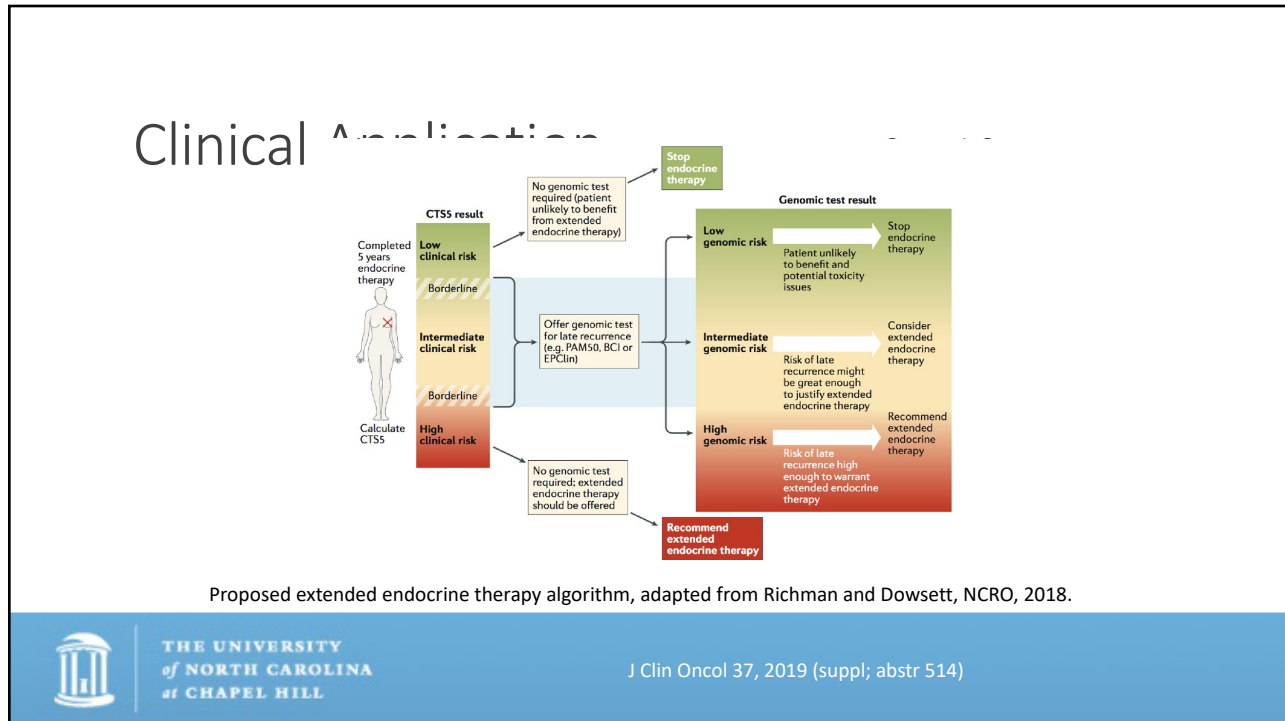 Clinical Application
Stop
endocrine
therapy
No genomic test
required (patient
unlikely to benefit
from extended
endocrine therapy)
CTS5 result
Completed
5 years
endocrine
therapy
Low
clinical risk
Borderline
Intermediate
clinical risk
Borderline
High
clinical risk
Calculate
CTS5
Offer genomic test
for late recurrence
(e.g. PAM50, BCI or
EPClin)
No genomic test
required; extended
endocrine therapy
should be offered
Recommend
extended
endocrine therapy
Genomic test result
Low
genomic risk
Patient unlikely
to benefit and
potential toxicity
issues
Stop
endocrine
therapy
Intermediate
genomic risk
Risk of late
recurrence might
be great enough
to justify extended
endocrine therapy
Consider
extended
endocrine
therapy
High
genomic risk
Risk of late
recurrence high
enough to warrant
extended endocrine
therapy
Recommend
extended
endocrine
therapy
Proposed extended endocrine therapy algorithm, adapted from Richman and Dowsett, NCRO, 2018.
THE UNIVERSITY
of NORTH CAROLINA
at CHAPEL HILL
J Clin Oncol 37, 2019 (suppl; abstr 514)